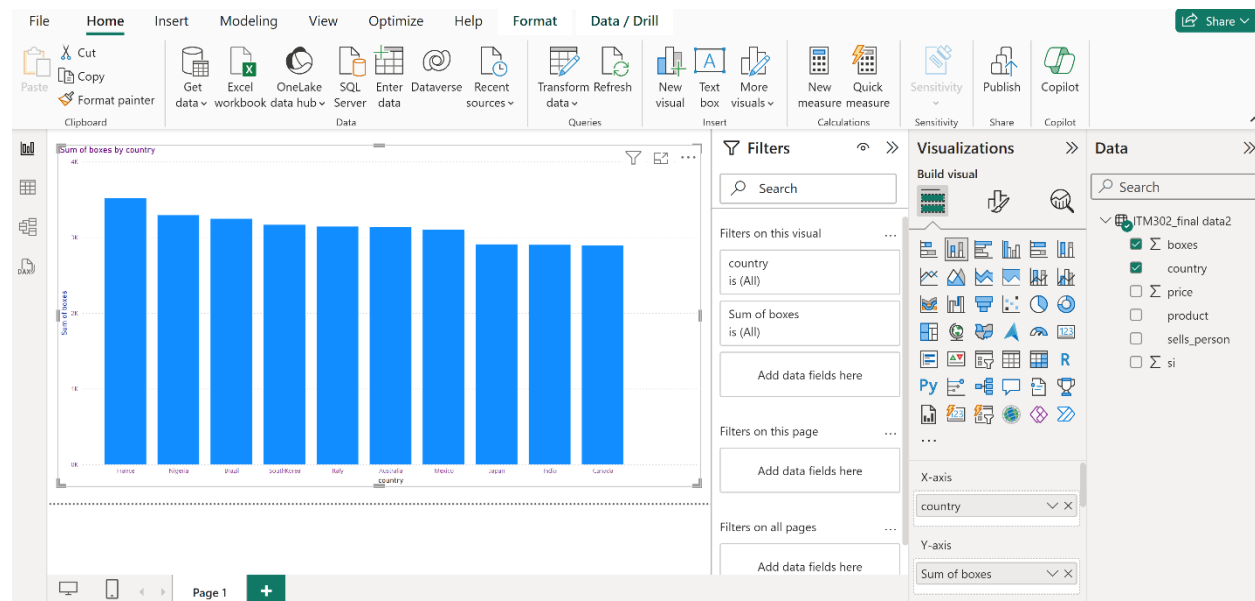 File Home Insert Modeling View Optimize Help Format Data / Drill Share
Paste
Cut
Copy
Format painter
Clipboard
Get data
Excel workbook
OneLake data hub
SQL Server
Enter data
Dataverse
Recent sources
Data
Transform data
Refresh
Queries
New visual
Text box
More visuals
Insert
New measure
Quick measure
Calculations
Sensitivity
Sensitivity
Publish
Share
Copilot
Copilot
Sum of boxes by country
4K
3K
2K
1K
0K
Sum of boxes
France Nigeria Brazil SouthKorea Italy Australia Mexico Japan India Canada
country
Filters
Search
Filters on this visual
country
is (All)
Sum of boxes
is (All)
Add data fields here
Filters on this page
Add data fields here
Filters on all pages
Add data fields here
Visualizations
Build visual
123
R
Py
123
X-axis
country
Y-axis
Sum of boxes
Data
Search
ITM302_final data2
boxes
country
price
product
sells_person
si
DAX
Page 1